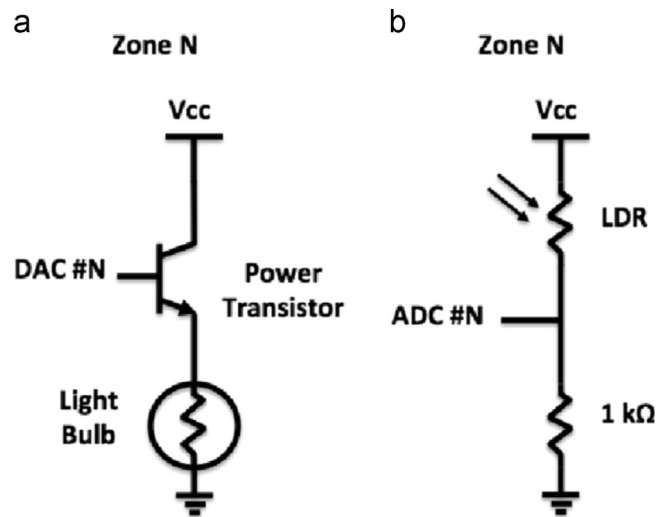 a
Zone N
Vcc
DAC #N
Power
Transistor
Light
Bulb
b
Zone N
Vcc
LDR
ADC #N
1 kΩ